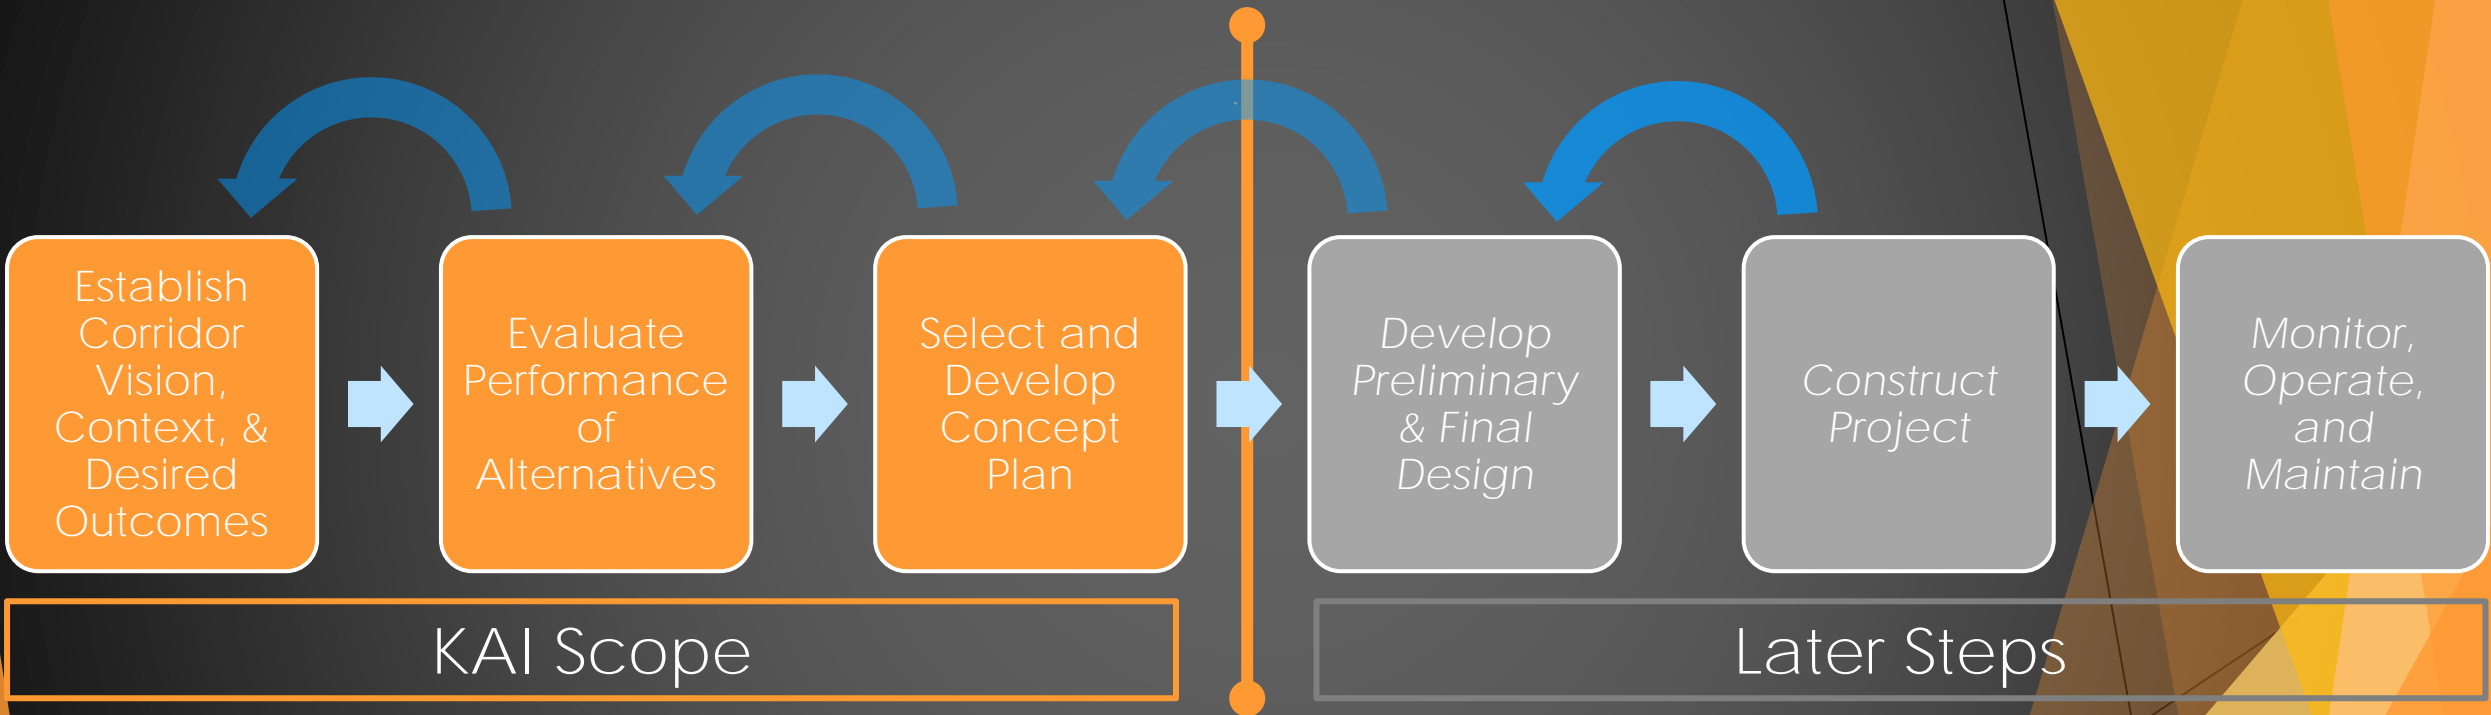 Establish
Corridor
Vision,
Context, &
Desired
Outcomes
Evaluate
Performance
of
Alternatives
Select and
Develop
Concept
Plan
Develop
Preliminary
& Final
Design
Construct
Project
Monitor,
Operate,
and
Maintain
KAI Scope
Later Steps